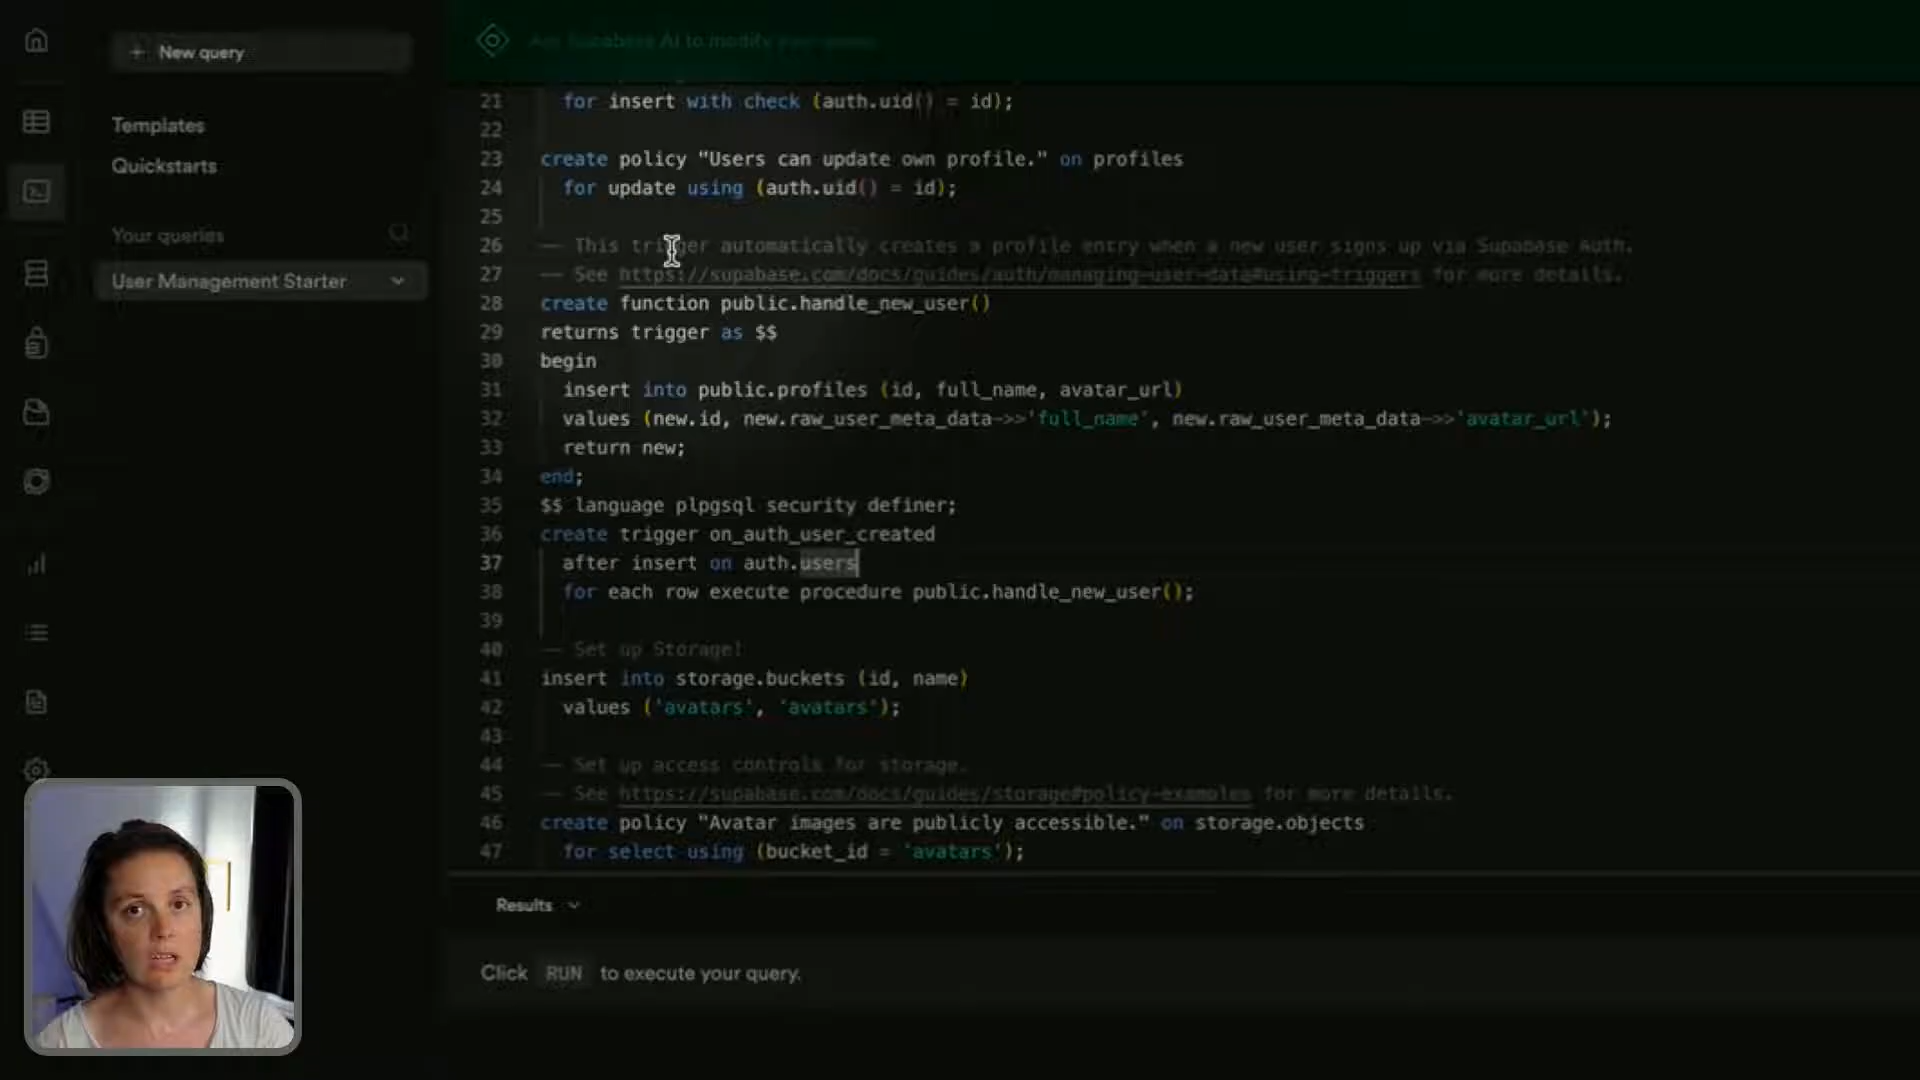 + New query
Templates
Quickstarts
Your queries
User Management Starter
Supabase AI to modify
21 for insert with check (auth.uid() = id);
22
23 create policy "Users can update own profile." on profiles
24 for update using (auth.uid() = id);
25
26 -- This trigger automatically creates a profile entry when a new user signs up via Supabase Auth.
27 -- See https://supabase.com/docs/guides/auth/managing-user-data#using-triggers for more details.
28 create function public.handle_new_user()
29 returns trigger as $$
30 begin
31 insert into public.profiles (id, full_name, avatar_url)
32 values (new.id, new.raw_user_meta_data->>'full_name', new.raw_user_meta_data->>'avatar_url');
33 return new;
34 end;
35 $$ language plpgsql security definer;
36 create trigger on_auth_user_created
37 after insert on auth.users
38 for each row execute procedure public.handle_new_user();
39
40 -- Set up Storage!
41 insert into storage.buckets (id, name)
42 values ('avatars', 'avatars');
43
44 -- Set up access controls for storage.
45 -- See https://supabase.com/docs/guides/storage#policy-examples for more details.
46 create policy "Avatar images are publicly accessible." on storage.objects
47 for select using (bucket_id = 'avatars');
Results
Click RUN to execute your query.